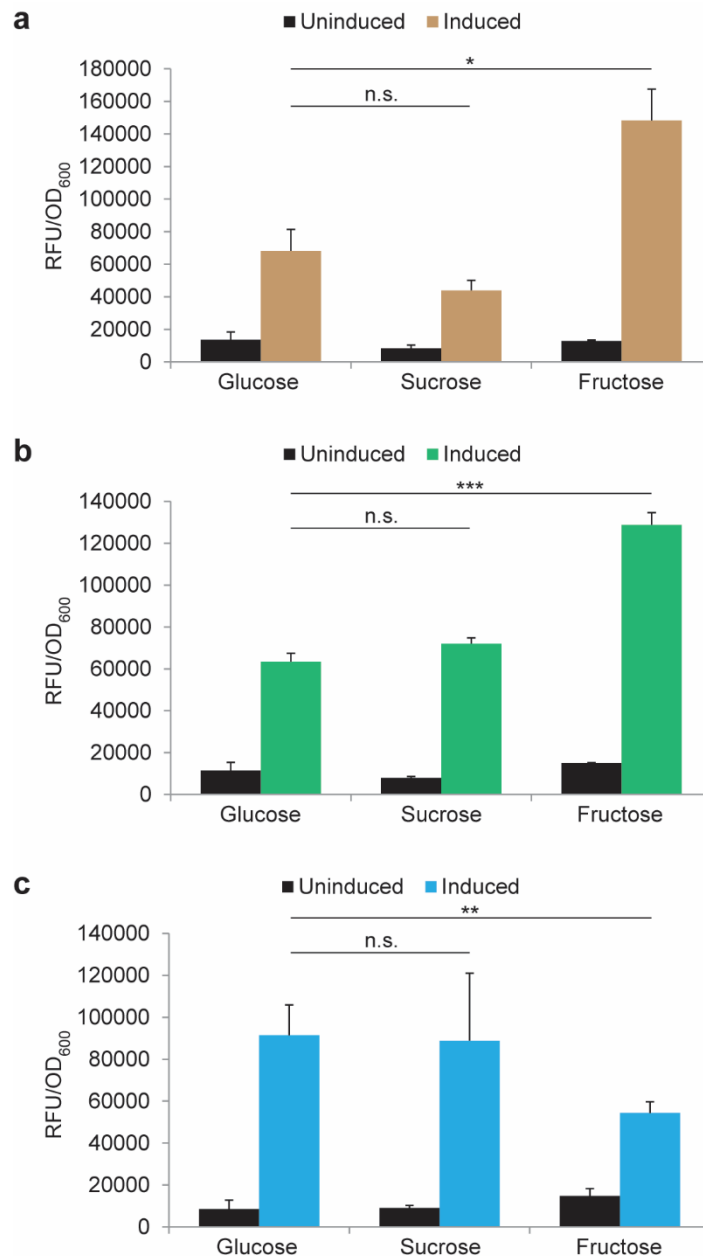 a
Uninduced Induced
180000
160000
140000
120000
100000
80000
60000
40000
20000
0
RFU/OD600
*
n.s.
Glucose Sucrose Fructose
b
Uninduced Induced
140000
120000
100000
80000
60000
40000
20000
0
RFU/OD600
***
n.s.
Glucose Sucrose Fructose
c
Uninduced Induced
140000
120000
100000
80000
60000
40000
20000
0
RFU/OD600
**
n.s.
Glucose Sucrose Fructose